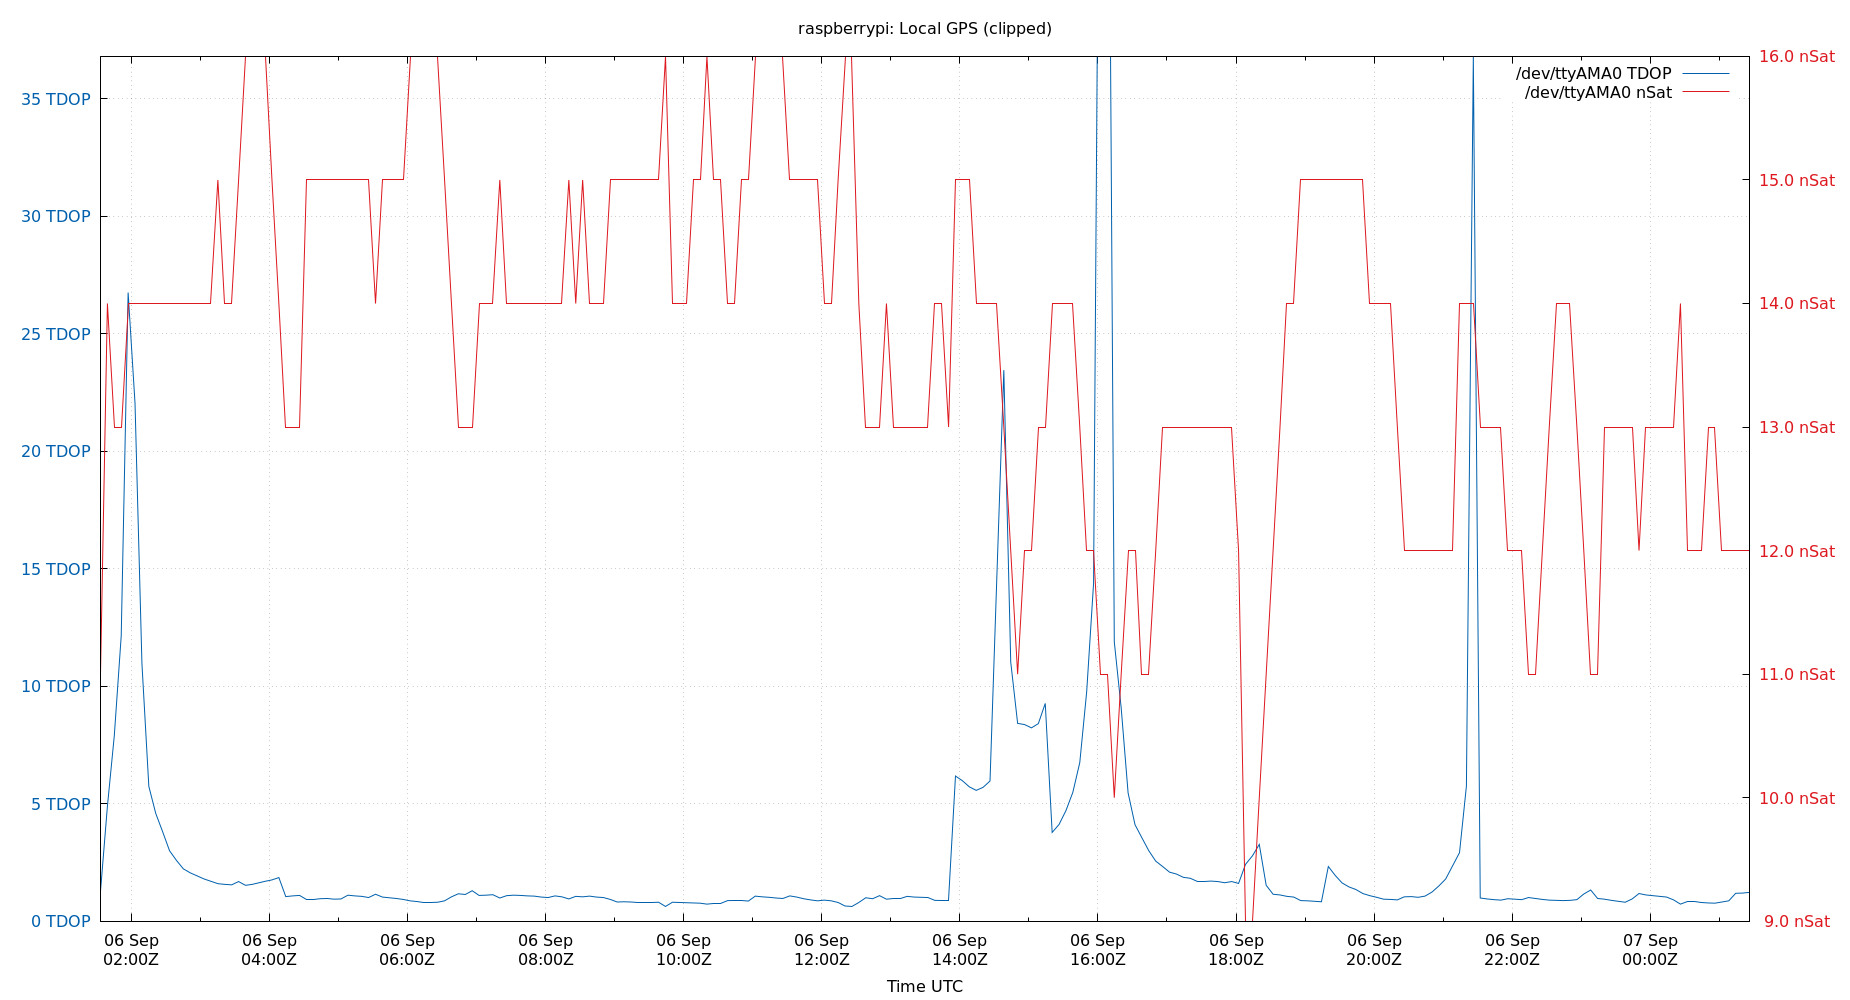 raspberrypi: Local GPS (clipped)
/dev/ttyAMA0 TDOP
/dev/ttyAMA0 nSat
35 TDOP
30 TDOP
25 TDOP
20 TDOP
15 TDOP
10 TDOP
5 TDOP
0 TDOP
16.0 nSat
15.0 nSat
14.0 nSat
13.0 nSat
12.0 nSat
11.0 nSat
10.0 nSat
9.0 nSat
06 Sep
02:00Z
06 Sep
04:00Z
06 Sep
06:00Z
06 Sep
08:00Z
06 Sep
10:00Z
06 Sep
12:00Z
06 Sep
14:00Z
06 Sep
16:00Z
06 Sep
18:00Z
06 Sep
20:00Z
06 Sep
22:00Z
07 Sep
00:00Z
Time UTC